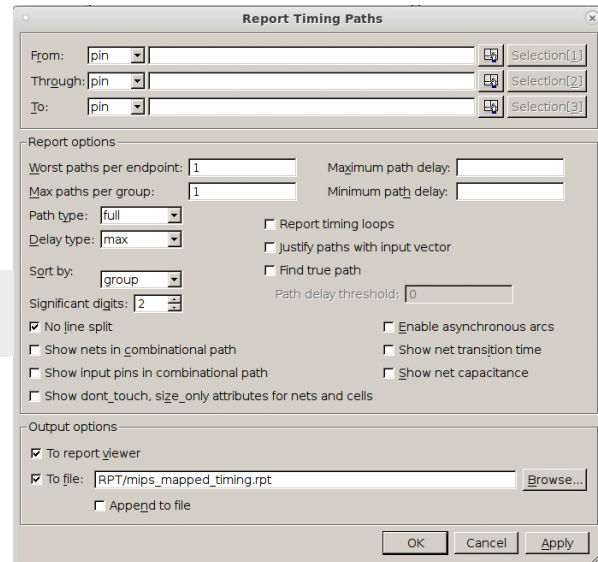 Report Timing Paths
From: pin Selection[1]
Through: pin Selection[2]
To: pin Selection[3]
Report options
Worst paths per endpoint: 1 Maximum path delay:
Max paths per group: 1 Minimum path delay:
Path type: full
Report timing loops
Delay type: max
Justify paths with input vector
Sort by: group
Find true path
Path delay threshold: 0
Significant digits: 2
No line split Enable asynchronous arcs
Show nets in combinational path Show net transition time
Show input pins in combinational path Show net capacitance
Show dont_touch, size_only attributes for nets and cells
Output options
To report viewer
To file: RPT/mips_mapped_timing.rpt Browse...
Append to file
OK Cancel Apply